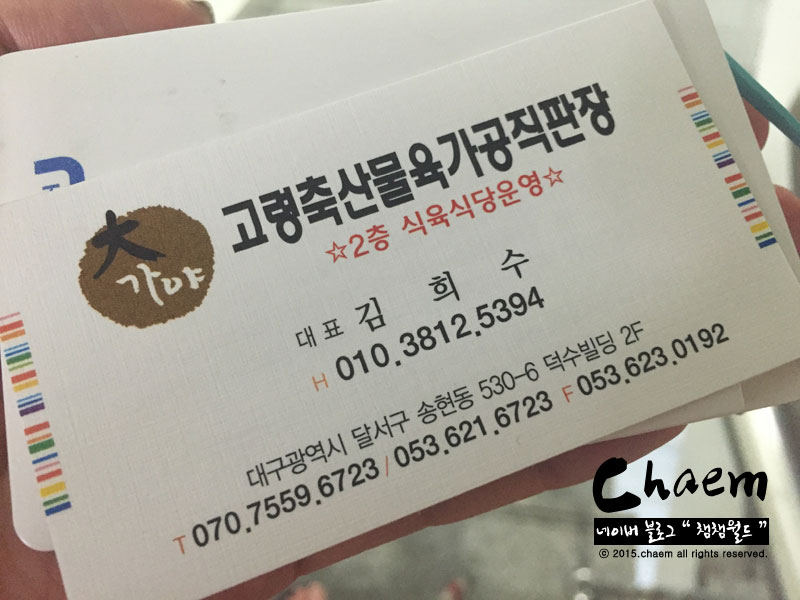 大
가야
고령축산물육가공직판장
☆2층 식육식당운영☆
대표 김 희 수
H 010.3812.5394
대구광역시 달서구 송현동 530-6 덕수빌딩 2F
T 070.7559.6723 / 053.621.6723 F 053.623.0192
Chaem
네이버 블로그 “챔챔월드”
ⓒ 2015.chaem all rights reserved.